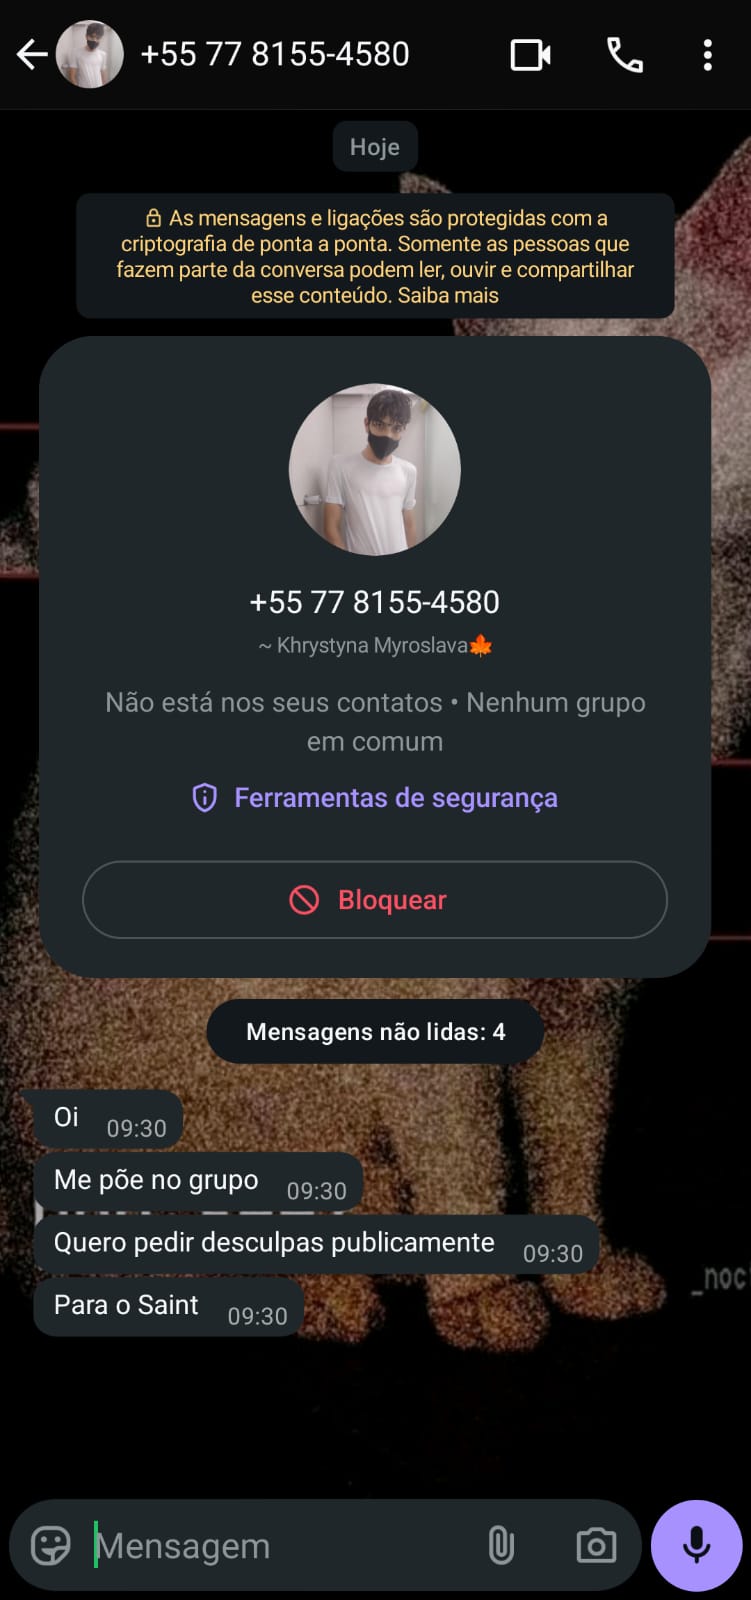 +55 77 8155-4580
Hoje
As mensagens e ligações são protegidas com a
criptografia de ponta a ponta. Somente as pessoas que
fazem parte da conversa podem ler, ouvir e compartilhar
esse conteúdo. Saiba mais
+55 77 8155-4580
~ Khrystyna Myroslava🍁
Não está nos seus contatos • Nenhum grupo
em comum
Ferramentas de segurança
Bloquear
Mensagens não lidas: 4
Oi 09:30
Me põe no grupo 09:30
Quero pedir desculpas publicamente 09:30
_noc
Para o Saint 09:30
Mensagem